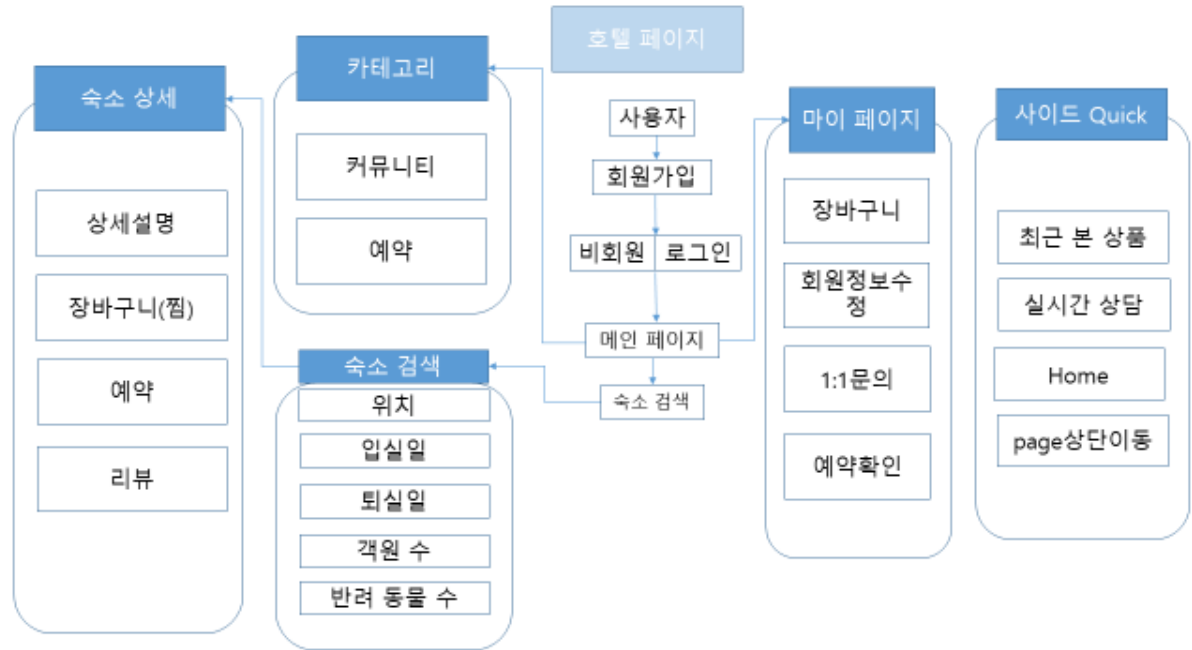 호텔 페이지
카테고리
커뮤니티
예약
숙소 상세
상세설명
장바구니(찜)
예약
리뷰
숙소 검색
위치
입실일
퇴실일
객원 수
반려 동물 수
사용자
회원가입
비회원
로그인
메인 페이지
숙소 검색
마이 페이지
장바구니
회원정보수
정
1:1문의
예약확인
사이드 Quick
최근 본 상품
실시간 상담
Home
page상단이동